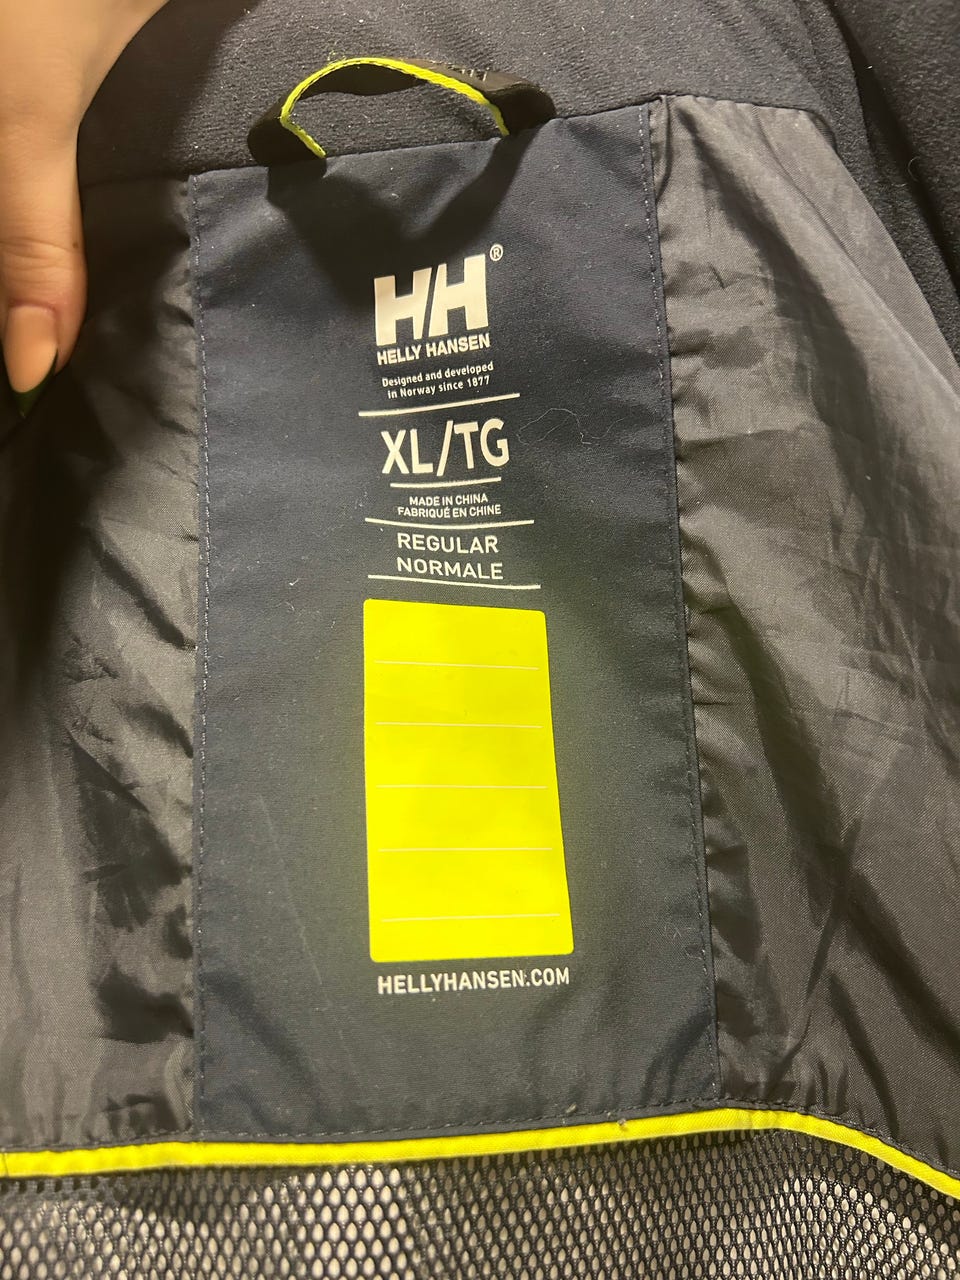 HH®
HELLY HANSEN
Designed and developed
in Norway since 1877
XL/TG
MADE IN CHINA
FABRIQUÉ EN CHINE
REGULAR
NORMALE
HELLYHANSEN.COM